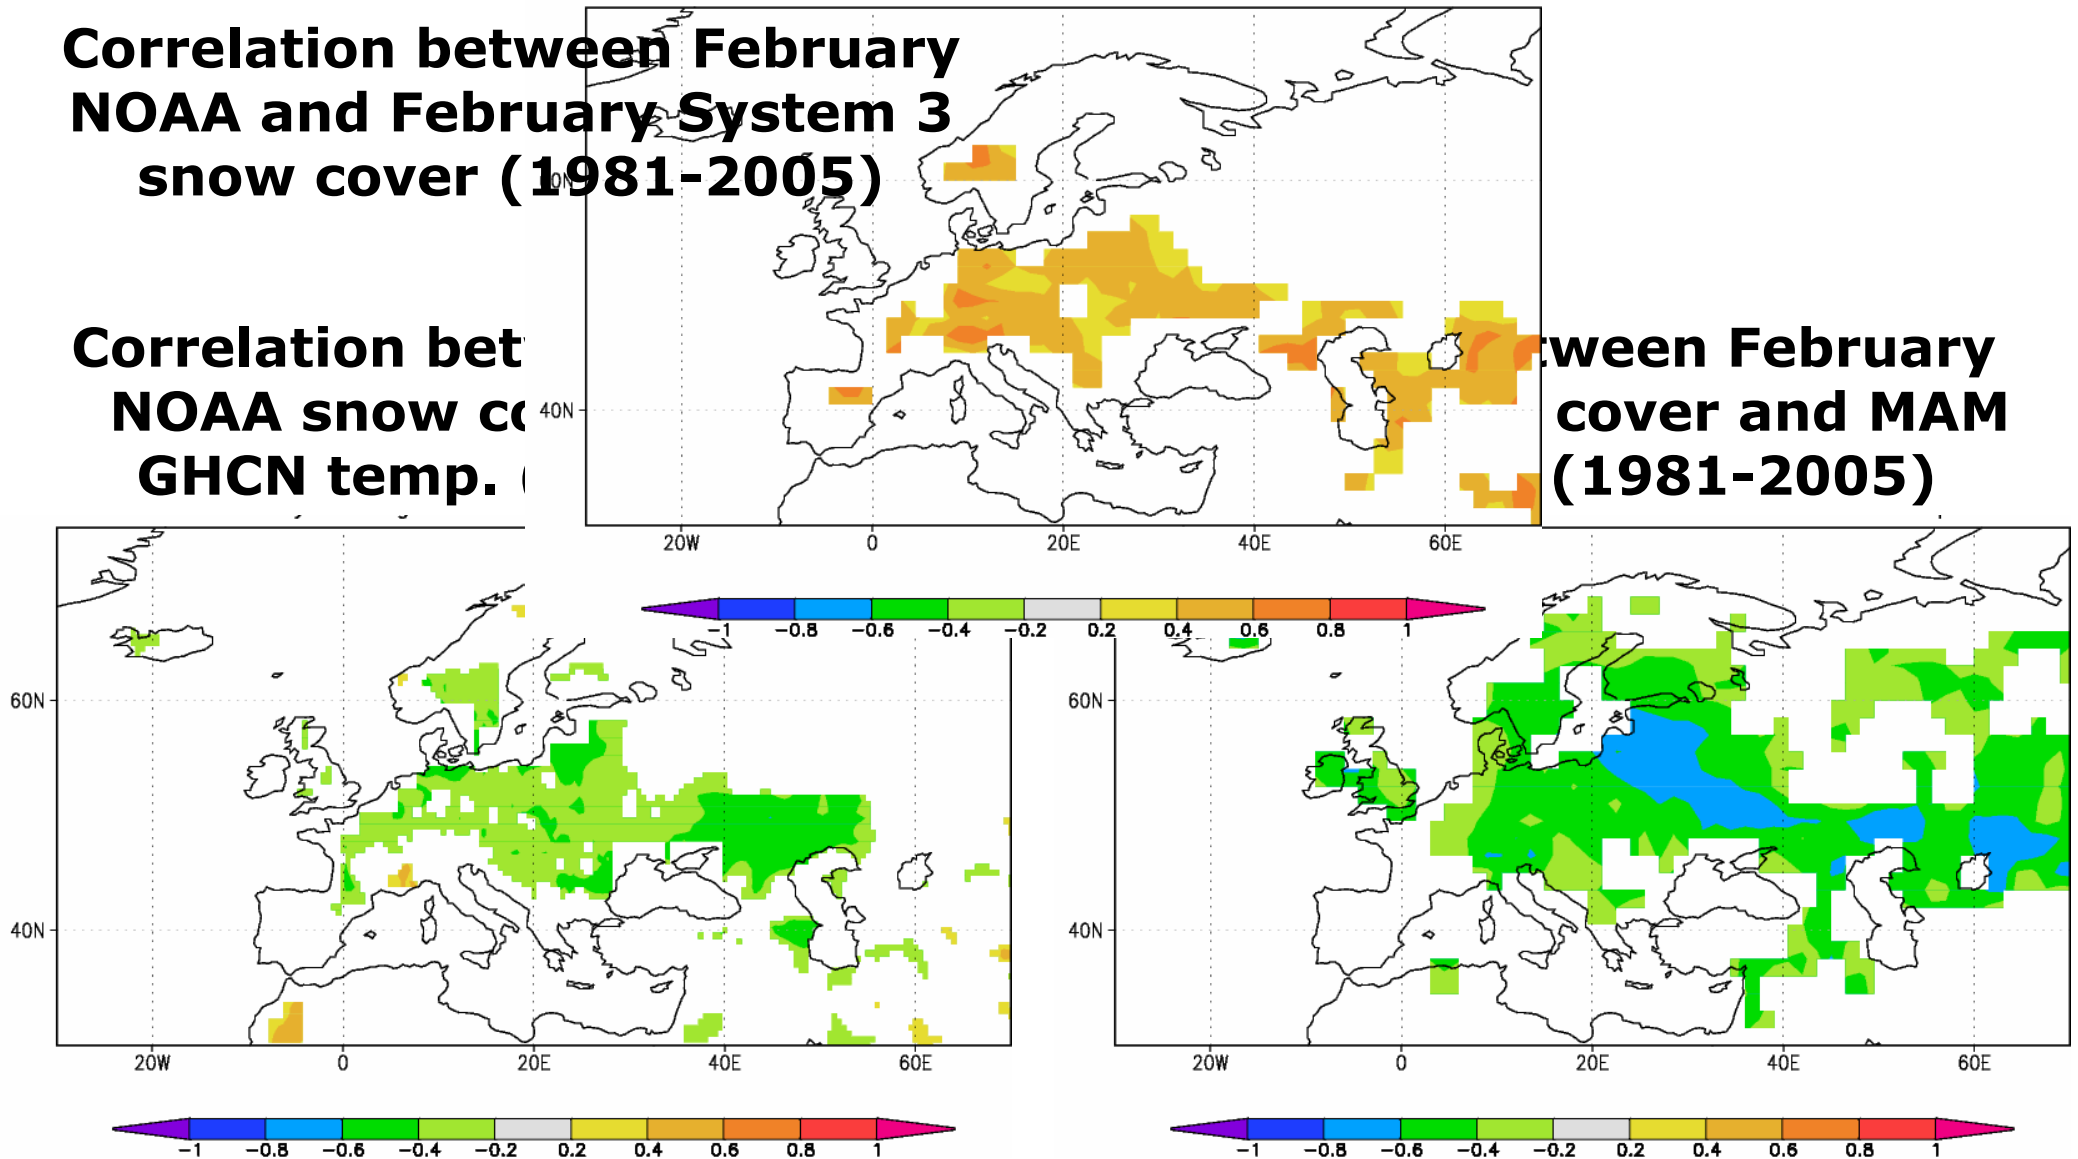 Correlation between February
NOAA and February System 3
snow cover (1981-2005)
60N
40N
20W 0 20E 40E 60E
-1 -0.8 -0.6 -0.4 -0.2 0.2 0.4 0.6 0.8 1
Correlation bet
NOAA snow co
GHCN temp. (
tween February
cover and MAM
(1981-2005)
60N
40N
20W 0 20E 40E 60E
-1 -0.8 -0.6 -0.4 -0.2 0.2 0.4 0.6 0.8 1
60N
40N
20W 0 20E 40E 60E
-1 -0.8 -0.6 -0.4 -0.2 0.2 0.4 0.6 0.8 1